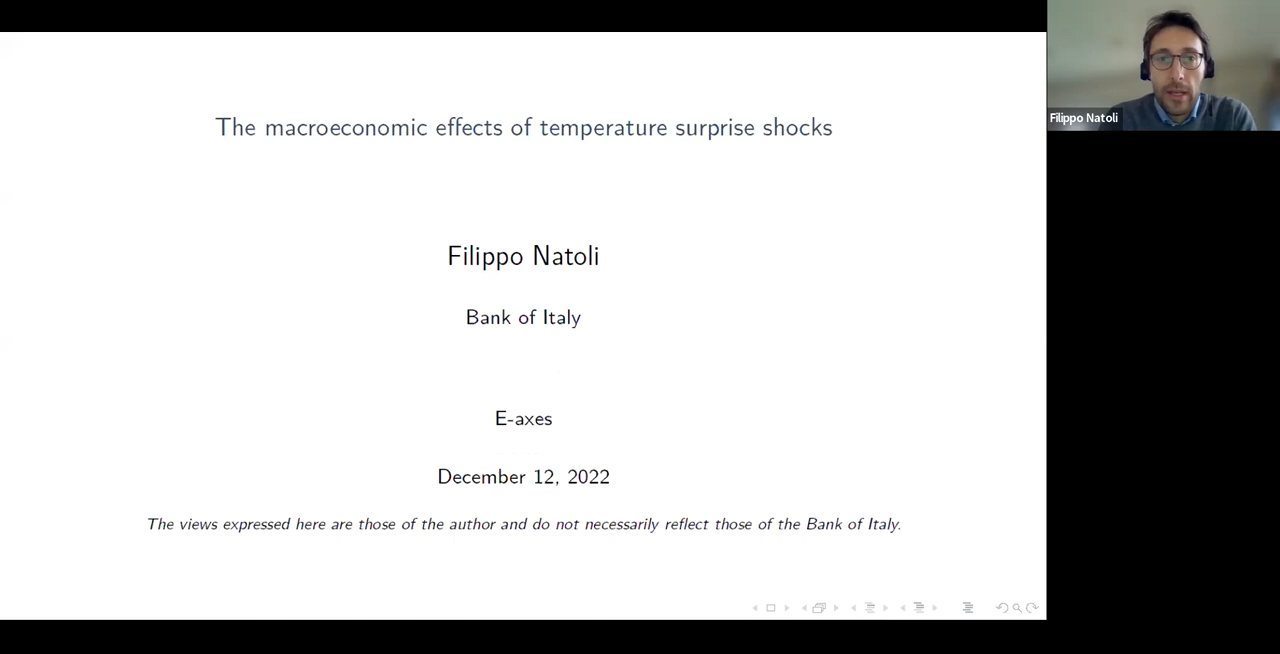 The macroeconomic effects of temperature surprise shocks
Filippo Natoli
Filippo Natoli
Bank of Italy
E-axes
December 12, 2022
The views expressed here are those of the author and do not necessarily reflect those of the Bank of Italy.